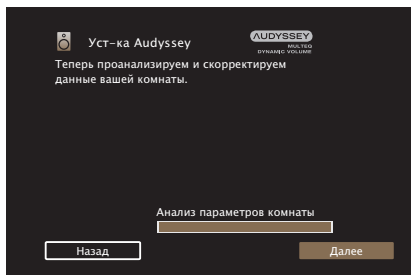 Уст-ка Audyssey
AUDYSSEY
MULTEQ
DYNAMIC VOLUME
Теперь проанализируем и скорректируем
данные вашей комнаты.
Анализ параметров комнаты
Назад
Далее